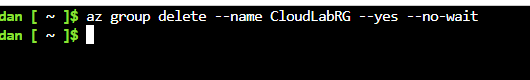 dan [ ~ ]$ az group delete --name CloudLabRG --yes --no-wait
dan [ ~ ]$